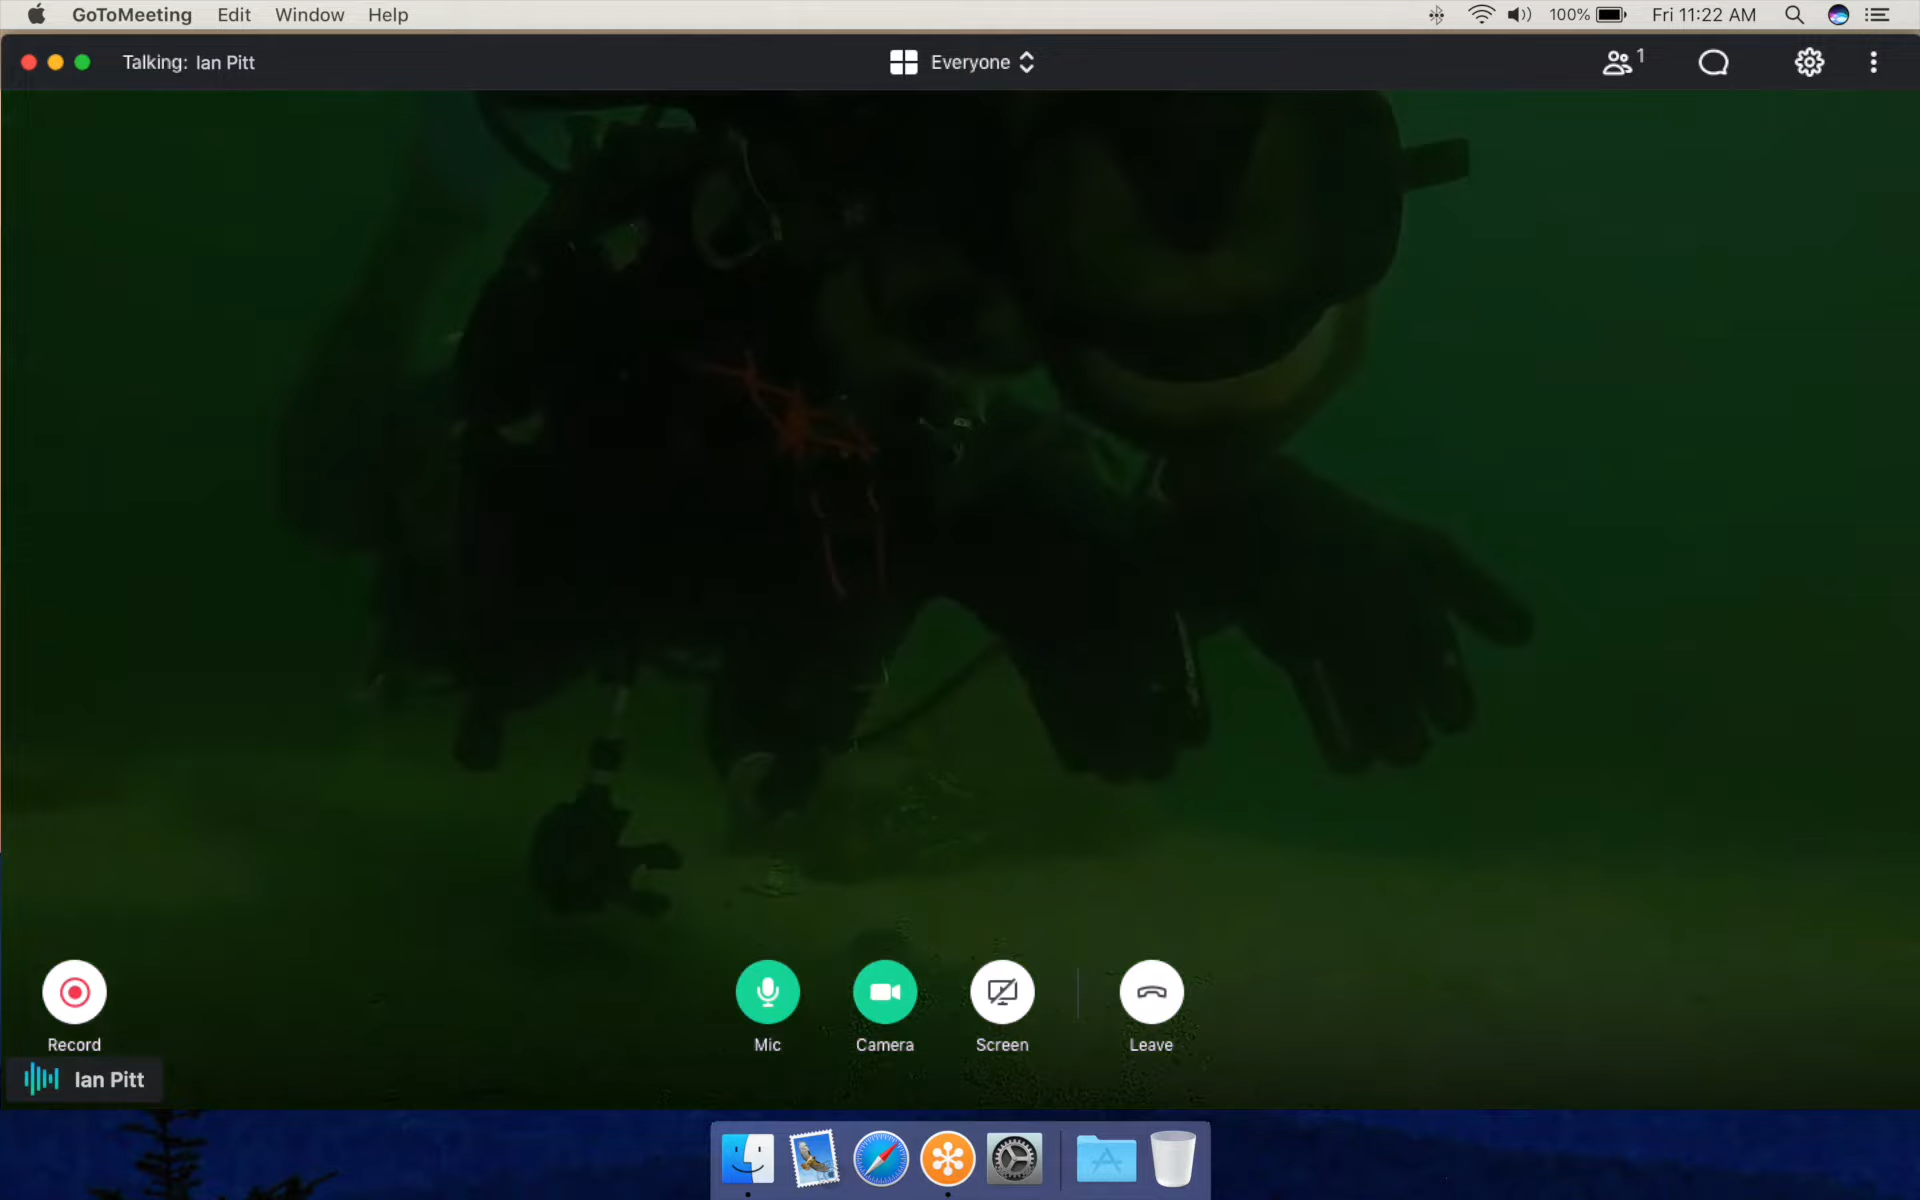 GoToMeeting Edit Window Help 100% Fri 11:22 AM
Talking: Ian Pitt Everyone 1
Record Mic Camera Screen Leave
Ian Pitt